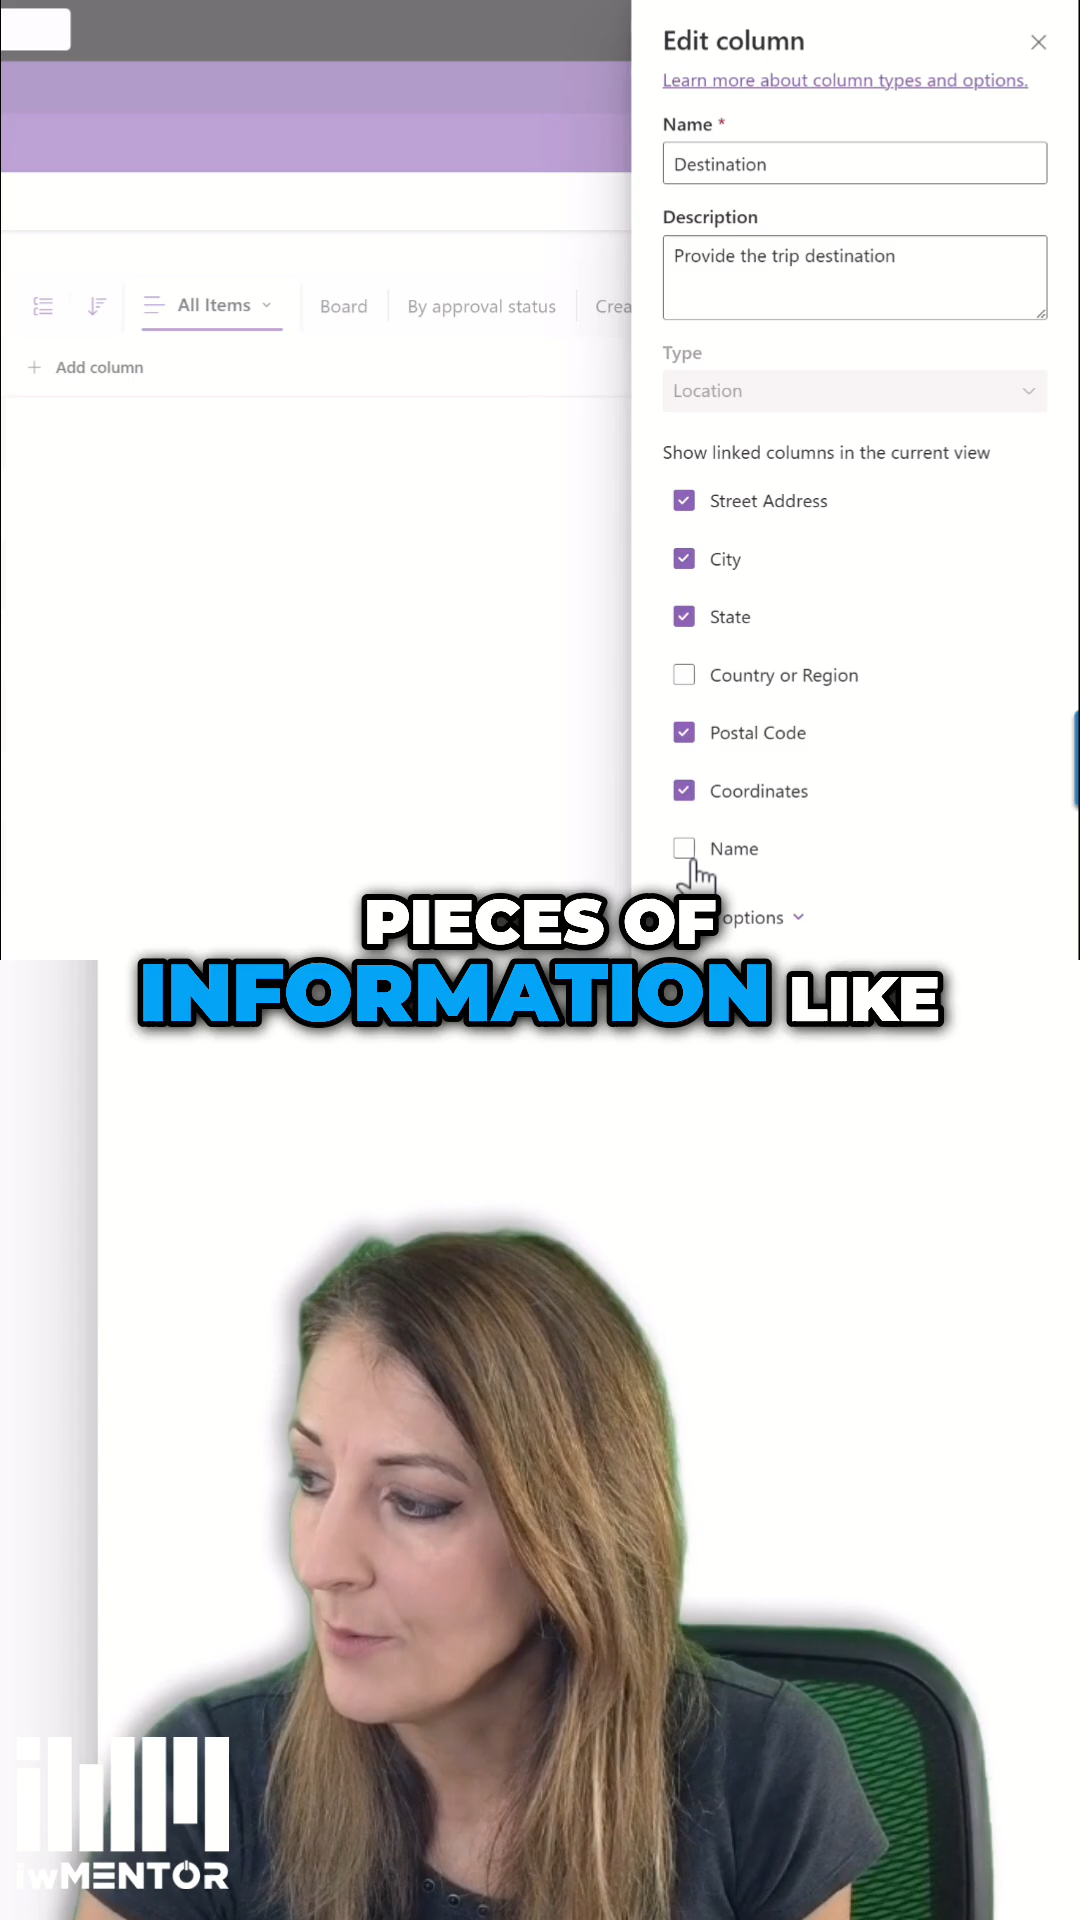 Edit column
Learn more about column types and options.
Name *
Destination
Description
Provide the trip destination
Type
Location
Show linked columns in the current view
Street Address
City
State
Country or Region
Postal Code
Coordinates
Name
options
All Items
Board
By approval status
Crea
+ Add column
PIECES OF
INFORMATION LIKE
iwMENTOR